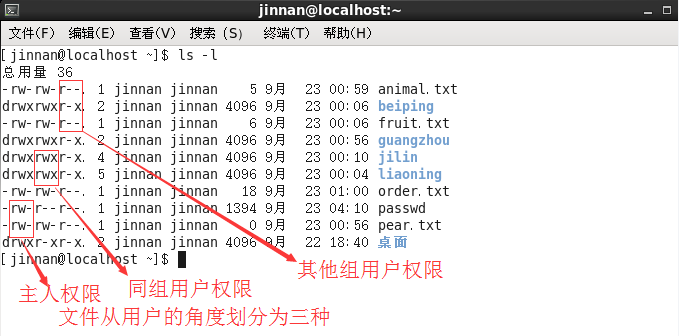 jinnan@localhost:~
文件(F) 编辑(E) 查看(V) 搜索 (S) 终端(T) 帮助(H)
[jinnan@localhost ~]$ ls -l
总用量 36
-rw-rw-r--. 1 jinnan jinnan 5 9月 23 00:59 animal.txt
drwxrwxr-x. 2 jinnan jinnan 4096 9月 23 00:06 beiping
-rw-rw-r--. 1 jinnan jinnan 6 9月 23 00:06 fruit.txt
drwxrwxr-x. 2 jinnan jinnan 4096 9月 23 00:56 guangzhou
drwxrwxr-x. 4 jinnan jinnan 4096 9月 23 00:10 jilin
drwxrwxr-x. 5 jinnan jinnan 4096 9月 23 00:04 liaoning
-rw-rw-r--. 1 jinnan jinnan 18 9月 23 01:00 order.txt
-rw-r--r--. 1 jinnan jinnan 1394 9月 23 04:10 passwd
-rw-rw-r--. 1 jinnan jinnan 0 9月 23 00:56 pear.txt
drwxr-xr-x. 2 jinnan jinnan 4096 9月 22 18:40 桌面
[jinnan@localhost ~]$
其他组用户权限
同组用户权限
主人权限
文件从用户的角度划分为三种